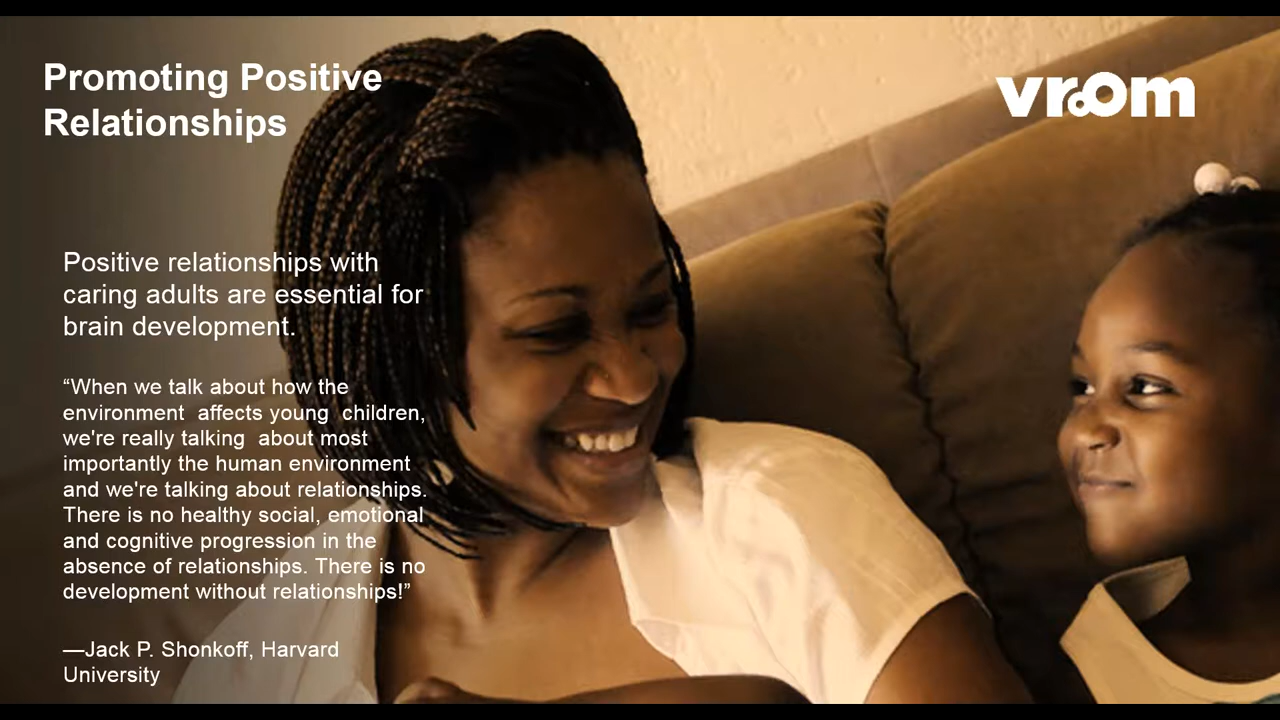 Promoting Positive
Relationships
vroom
Positive relationships with
caring adults are essential for
brain development.
“When we talk about how the
environment  affects young  children,
we're really talking  about most
importantly the human environment
and we're talking about relationships.
There is no healthy social, emotional
and cognitive progression in the
absence of relationships. There is no
development without relationships!”
—Jack P. Shonkoff, Harvard
University